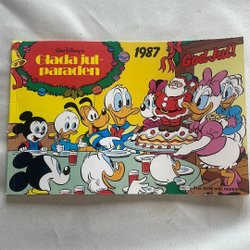 Walt Disney's
Glada jul-
paraden
1987
God Jul!